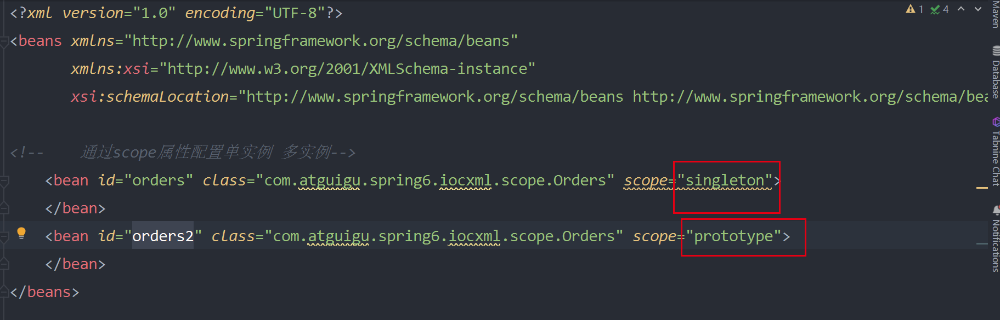 <?xml version="1.0" encoding="UTF-8"?>
<beans xmlns="http://www.springframework.org/schema/beans"
xmlns:xsi="http://www.w3.org/2001/XMLSchema-instance"
xsi:schemaLocation="http://www.springframework.org/schema/beans http://www.springframework.org/schema/bea
<!-- 通过scope属性配置单实例 多实例-->
<bean id="orders" class="com.atguigu.spring6.iocxml.scope.Orders" scope="singleton">
</bean>
<bean id="orders2" class="com.atguigu.spring6.iocxml.scope.Orders" scope="prototype">
</bean>
</beans>
1 4
Maven
Database
Tabnine Chat
Notifications